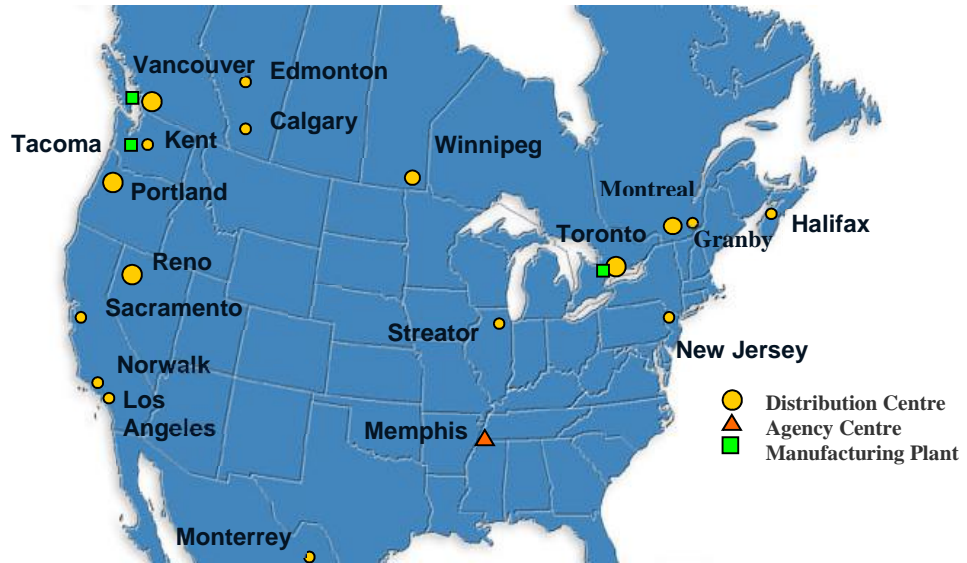 Vancouver
Edmonton
Calgary
Tacoma
Kent
Winnipeg
Portland
Montreal
Halifax
Toronto
Granby
Reno
Sacramento
Streator
New Jersey
Norwalk
Los
Angeles
Memphis
Distribution Centre
Agency Centre
Manufacturing Plant
Monterrey